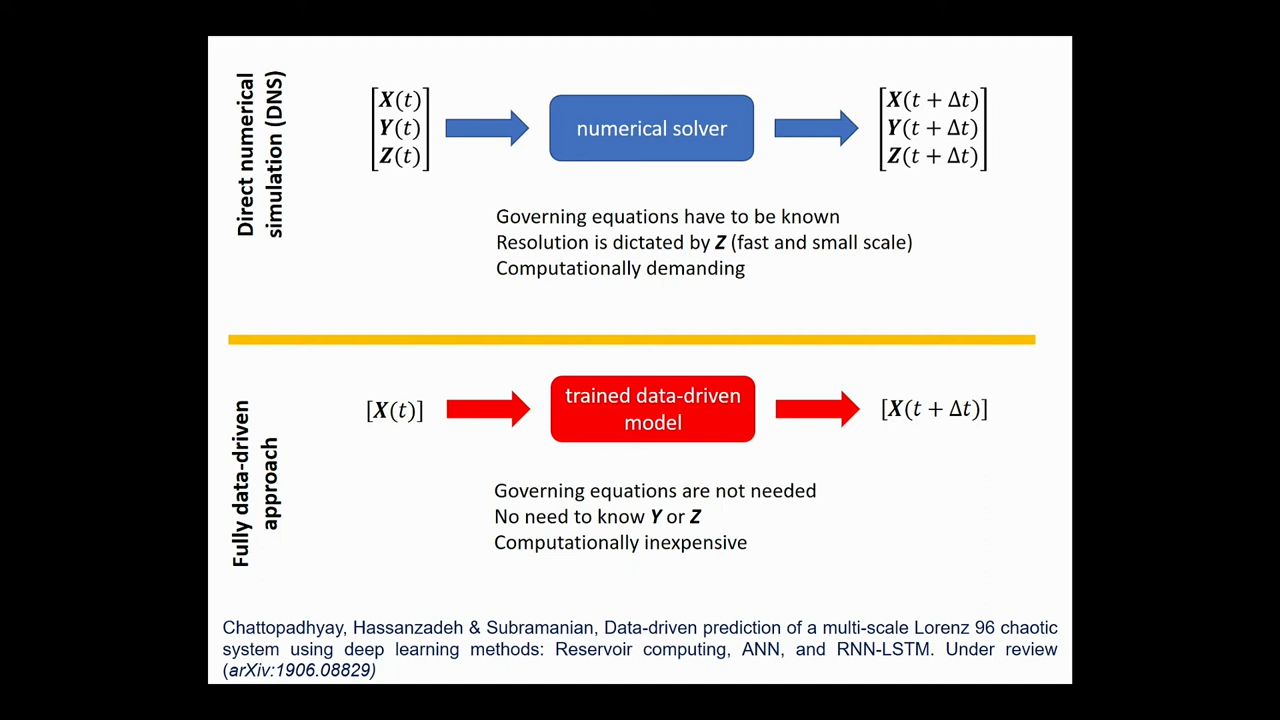 Direct numerical
simulation (DNS)
[X(t)
Y(t)
Z(t)]
numerical solver
[X(t + Δt)
Y(t + Δt)
Z(t + Δt)]
Governing equations have to be known
Resolution is dictated by Z (fast and small scale)
Computationally demanding
Fully data-driven
approach
[X(t)]
trained data-driven
model
[X(t + Δt)]
Governing equations are not needed
No need to know Y or Z
Computationally inexpensive
Chattopadhyay, Hassanzadeh & Subramanian, Data-driven prediction of a multi-scale Lorenz 96 chaotic
system using deep learning methods: Reservoir computing, ANN, and RNN-LSTM. Under review
(arXiv:1906.08829)